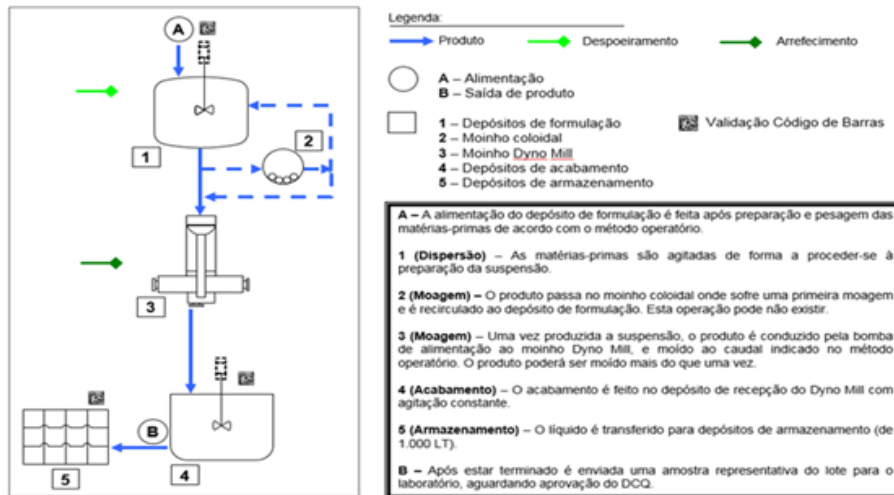 A
1
2
3
B
5
4
Legenda:
Produto
Despoeiramento
Arrefecimento
A – Alimentação
B – Saída de produto
1 – Depósitos de formulação
2 – Moinho coloidal
3 – Moinho Dyno Mill
4 – Depósitos de acabamento
5 – Depósitos de armazenamento
Validação Código de Barras
A – A alimentação do depósito de formulação é feita após preparação e pesagem das
matérias-primas de acordo com o método operatório.
1 (Dispersão) – As matérias-primas são agitadas de forma a proceder-se à
preparação da suspensão.
2 (Moagem) – O produto passa no moinho coloidal onde sofre uma primeira moagem
e é recirculado ao depósito de formulação. Esta operação pode não existir.
3 (Moagem) – Uma vez produzida a suspensão, o produto é conduzido pela bomba
de alimentação ao moinho Dyno Mill, e moído ao caudal indicado no método
operatório. O produto poderá ser moído mais do que uma vez.
4 (Acabamento) – O acabamento é feito no depósito de recepção do Dyno Mill com
agitação constante.
5 (Armazenamento) – O líquido é transferido para depósitos de armazenamento (de
1.000 LT).
B – Após estar terminado é enviada uma amostra representativa do lote para o
laboratório, aguardando aprovação do DCQ.